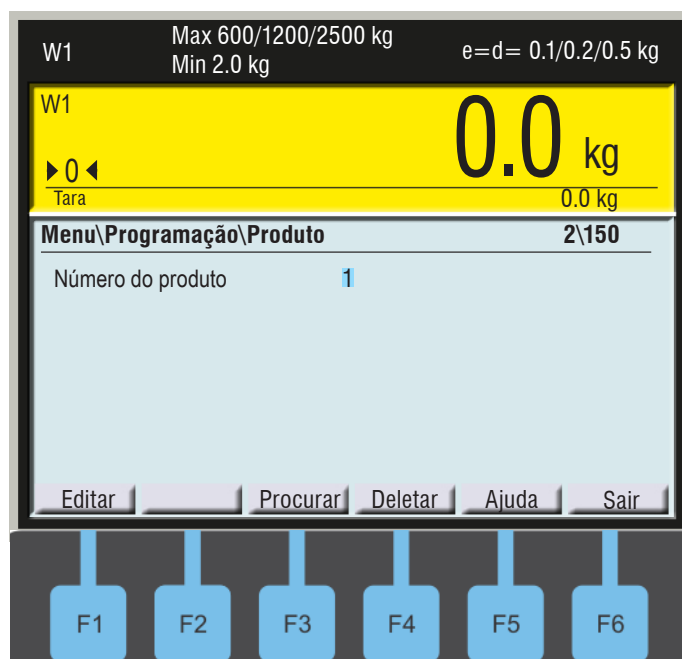 W1 Max 600/1200/2500 kg e=d= 0.1/0.2/0.5 kg
Min 2.0 kg
W1
0.0 kg
0
Tara 0.0 kg
Menu\Programação\Produto 2\150
Número do produto 1
Editar Procurar Deletar Ajuda Sair
F1 F2 F3 F4 F5 F6